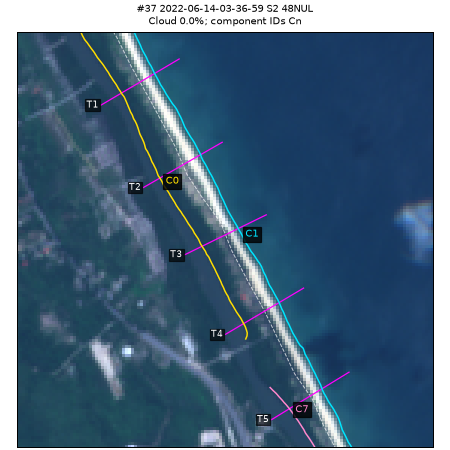 #37 2022-06-14-03-36-59 S2 48NUL
Cloud 0.0%; component IDs Cn
T1
T2
C0
C1
T3
T4
C7
T5